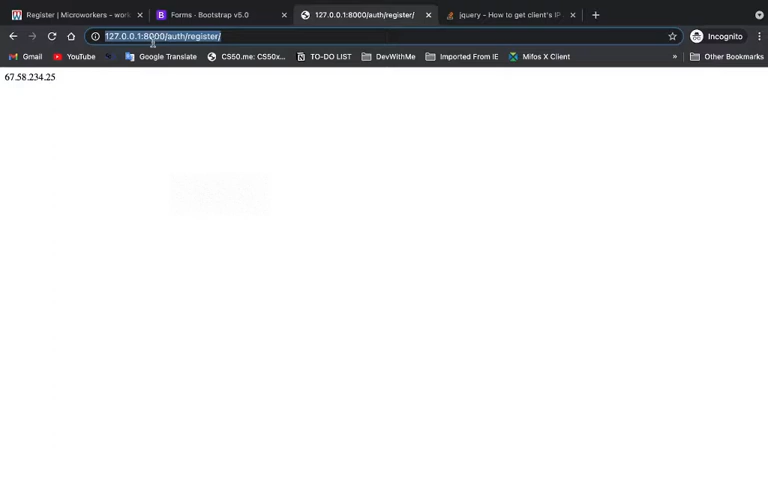 Register | Microworkers - work
Forms · Bootstrap v5.0
127.0.0.1:8000/auth/register/
jquery - How to get client's IP
127.0.0.1:8000/auth/register/
Incognito
Gmail
YouTube
Google Translate
CS50.me: CS50x...
TO-DO LIST
DevWithMe
Imported From IE
Mifos X Client
»
Other Bookmarks
67.58.234.25